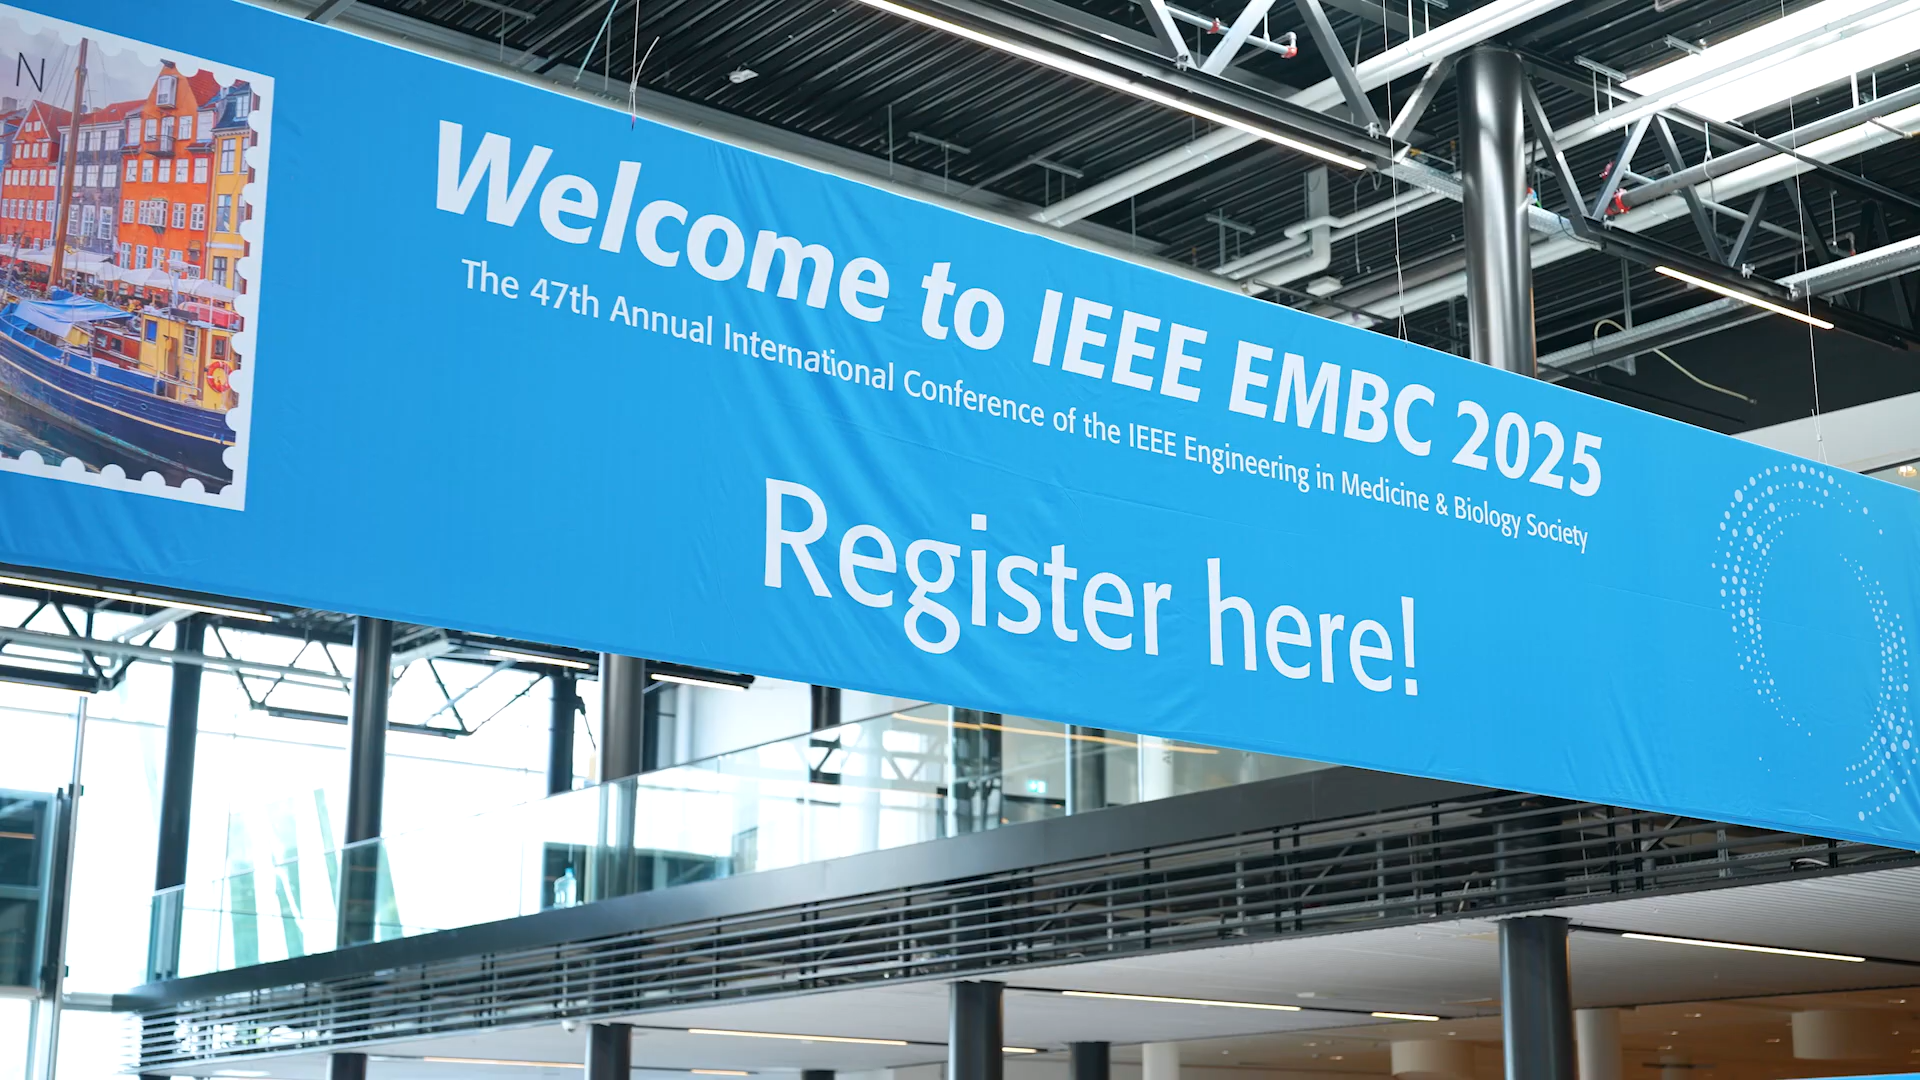 N
Welcome to IEEE EMBC 2025
The 47th Annual International Conference of the IEEE Engineering in Medicine & Biology Society
Register here!